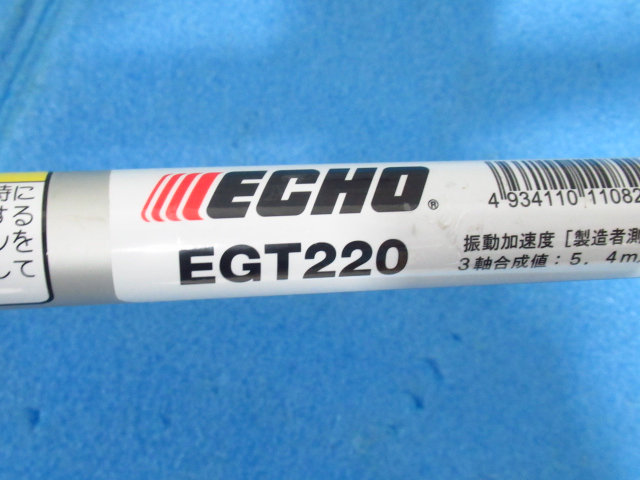 ECHO®
EGT220
4 934110 11082
振動加速度［製造者測
3軸合成値：5．4m
時に
するを
して